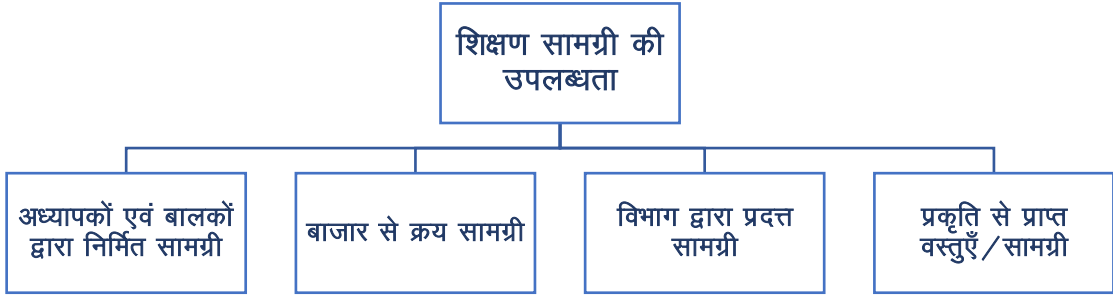 शिक्षण सामग्री की
उपलब्धता
अध्यापकों एवं बालकों
द्वारा निर्मित सामग्री
बाजार से क्रय सामग्री
विभाग द्वारा प्रदत्त
सामग्री
प्रकृति से प्राप्त
वस्तुएँ/सामग्री